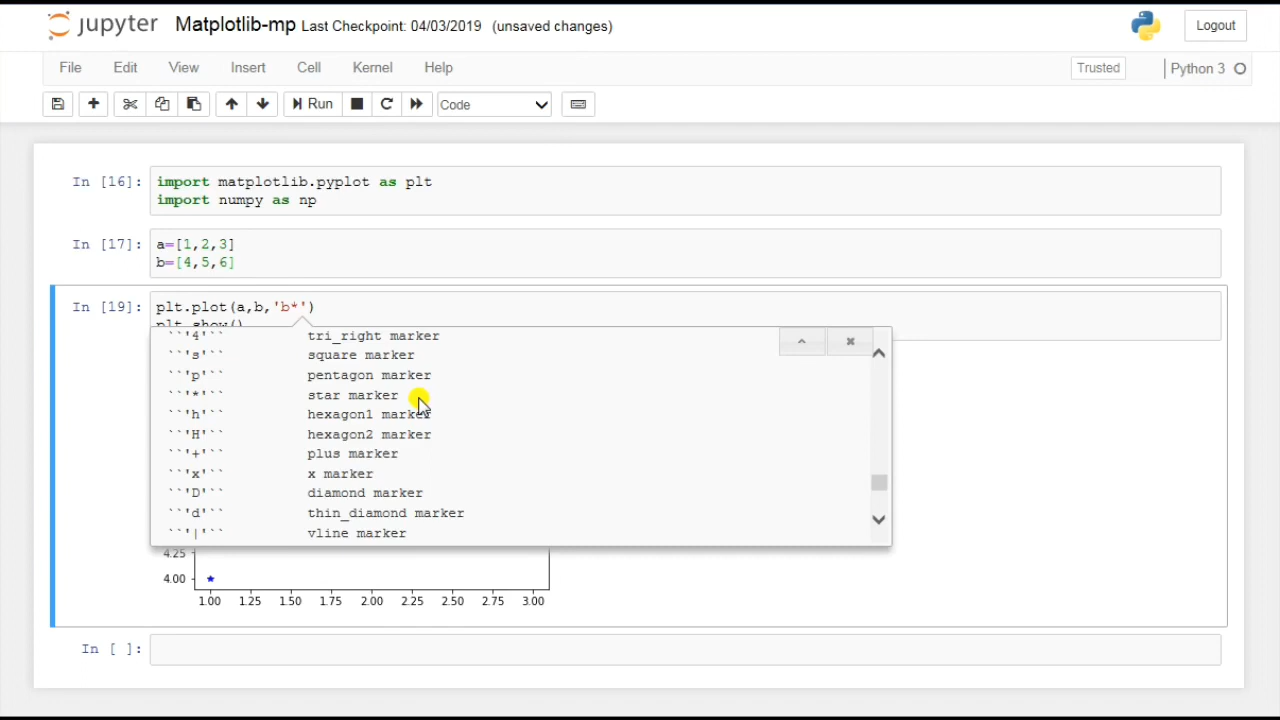 jupyter Matplotlib-mp Last Checkpoint: 04/03/2019 (unsaved changes) Logout
File Edit View Insert Cell Kernel Help Trusted Python 3
Run Code
In [16]: import matplotlib.pyplot as plt
import numpy as np
In [17]: a=[1,2,3]
b=[4,5,6]
In [19]: plt.plot(a,b,'b*')
plt.show()
``'4'`` tri_right marker
``'s'`` square marker
``'p'`` pentagon marker
``'*'`` star marker
``'h'`` hexagon1 marker
``'H'`` hexagon2 marker
``'+'`` plus marker
``'x'`` x marker
``'D'`` diamond marker
``'d'`` thin_diamond marker
``'|'`` vline marker
4.25
4.00
1.00 1.25 1.50 1.75 2.00 2.25 2.50 2.75 3.00
In [ ]: